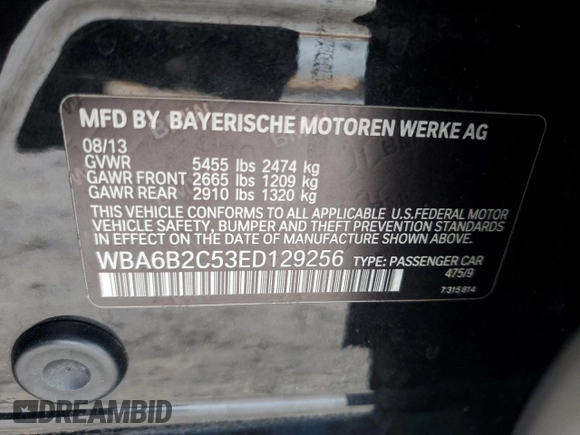 MFD BY BAYERISCHE MOTOREN WERKE AG
08/13
GVWR 5455 lbs 2474 kg
GAWR FRONT 2665 lbs 1209 kg
GAWR REAR 2910 lbs 1320 kg
THIS VEHICLE CONFORMS TO ALL APPLICABLE U.S.FEDERAL MOTOR
VEHICLE SAFETY, BUMPER AND THEFT PREVENTION STANDARDS
IN EFFECT ON THE DATE OF MANUFACTURE SHOWN ABOVE.
WBA6B2C53ED129256 TYPE: PASSENGER CAR
475/9
7 315 814
DREAMBID